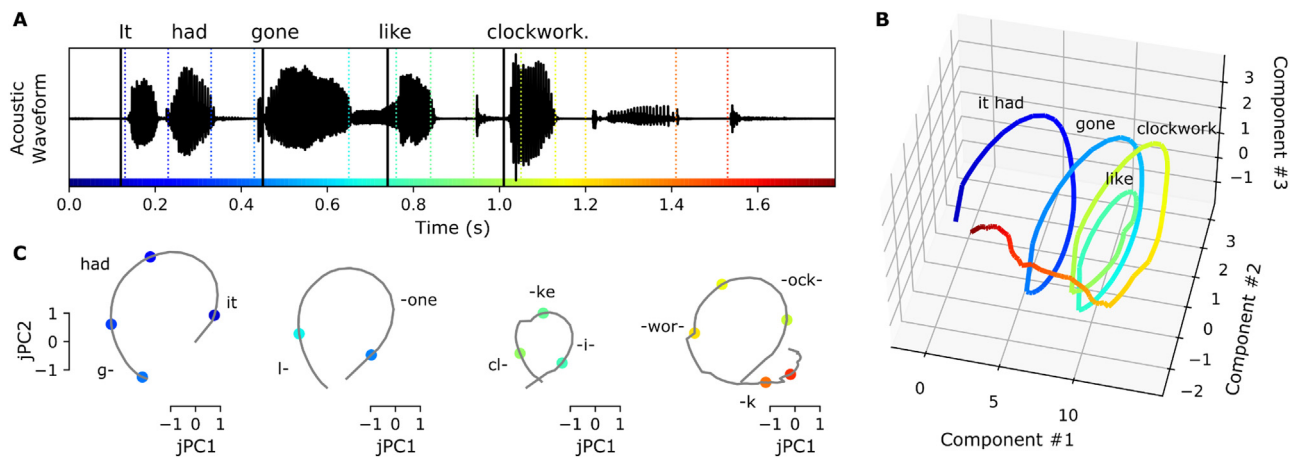 A
It had gone like clockwork.
Acoustic
Waveform
0.0 0.2 0.4 0.6 0.8 1.0 1.2 1.4 1.6
Time (s)
B
it had
gone
clockwork
like
3
2
1
0
−1
Component #3
3
2
1
0
−1
−2
Component #2
0
5
10
Component #1
C
had
it
g-
1
0
−1
jPC2
−1 0 1
jPC1
-one
l-
−1 0 1
jPC1
-ke
-i-
cl-
−1 0 1
jPC1
-ock-
-wor-
-k
−1 0 1
jPC1